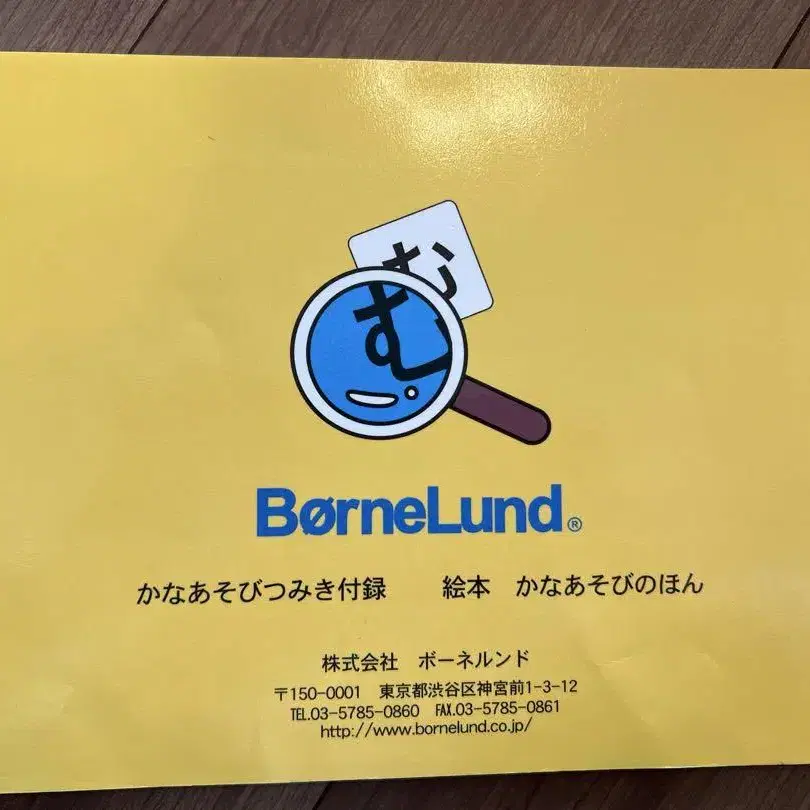 む
む
BørneLund®
かなあそびつみき付録　　絵本　かなあそびのほん
株式会社　ボーネルンド
〒150-0001　東京都渋谷区神宮前1-3-12
TEL.03-5785-0860　FAX.03-5785-0861
http://www.bornelund.co.jp/